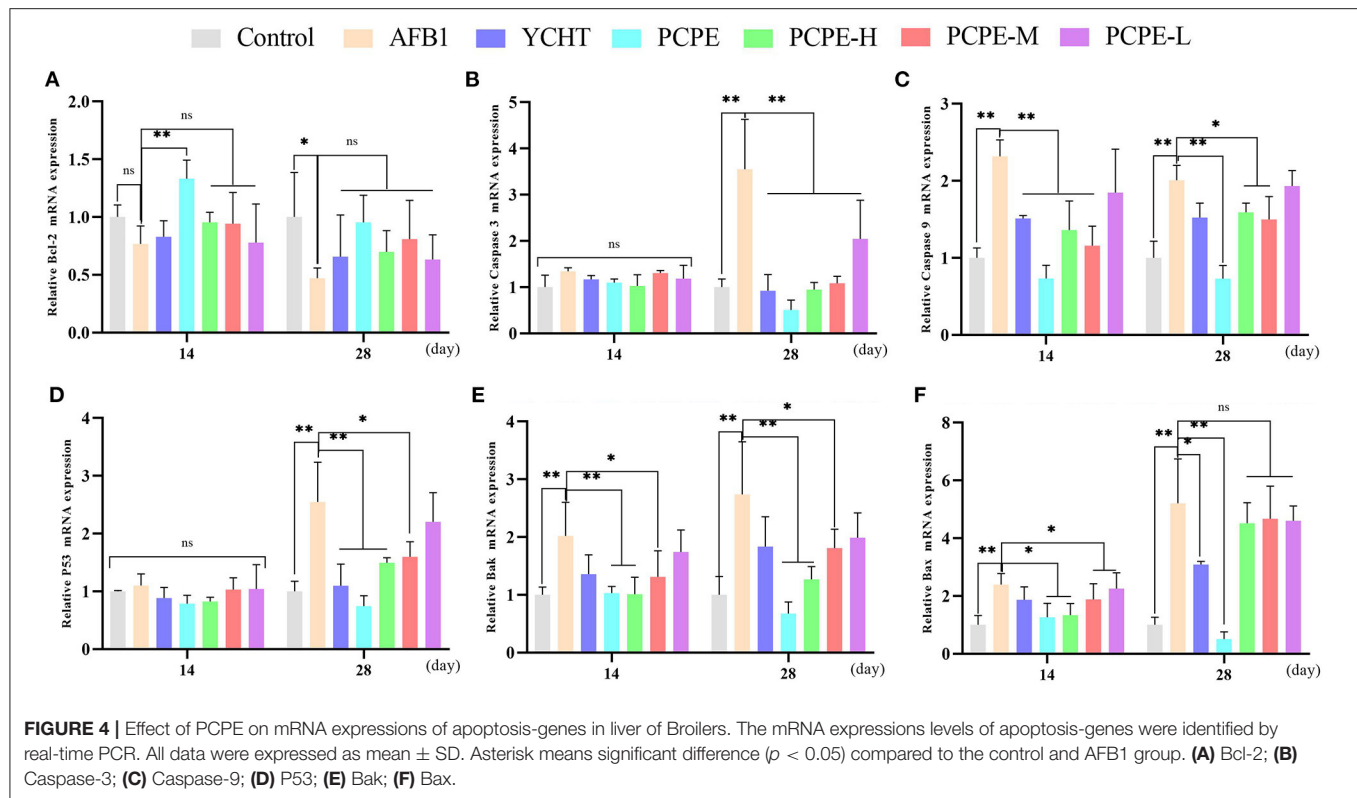 Control AFB1 YCHT PCPE PCPE-H PCPE-M PCPE-L
A
Relative Bcl-2 mRNA expression
2.0
1.5
1.0
0.5
0.0
ns
**
ns
*
ns
14 28 (day)
B
Relative Caspase 3 mRNA expression
5
4
3
2
1
0
ns
** **
14 28 (day)
C
Relative Caspase 9 mRNA expression
3
2
1
0
** **
*
** **
14 28 (day)
D
Relative P53 mRNA expression
4
3
2
1
0
ns
*
** **
14 28 (day)
E
Relative Bak mRNA expression
4
3
2
1
0
*
** **
*
** **
14 28 (day)
F
Relative Bax mRNA expression
8
6
4
2
0
*
** *
ns
**
** *
14 28 (day)
FIGURE 4 | Effect of PCPE on mRNA expressions of apoptosis-genes in liver of Broilers. The mRNA expressions levels of apoptosis-genes were identified by
real-time PCR. All data were expressed as mean ± SD. Asterisk means significant difference (p < 0.05) compared to the control and AFB1 group. (A) Bcl-2; (B)
Caspase-3; (C) Caspase-9; (D) P53; (E) Bak; (F) Bax.